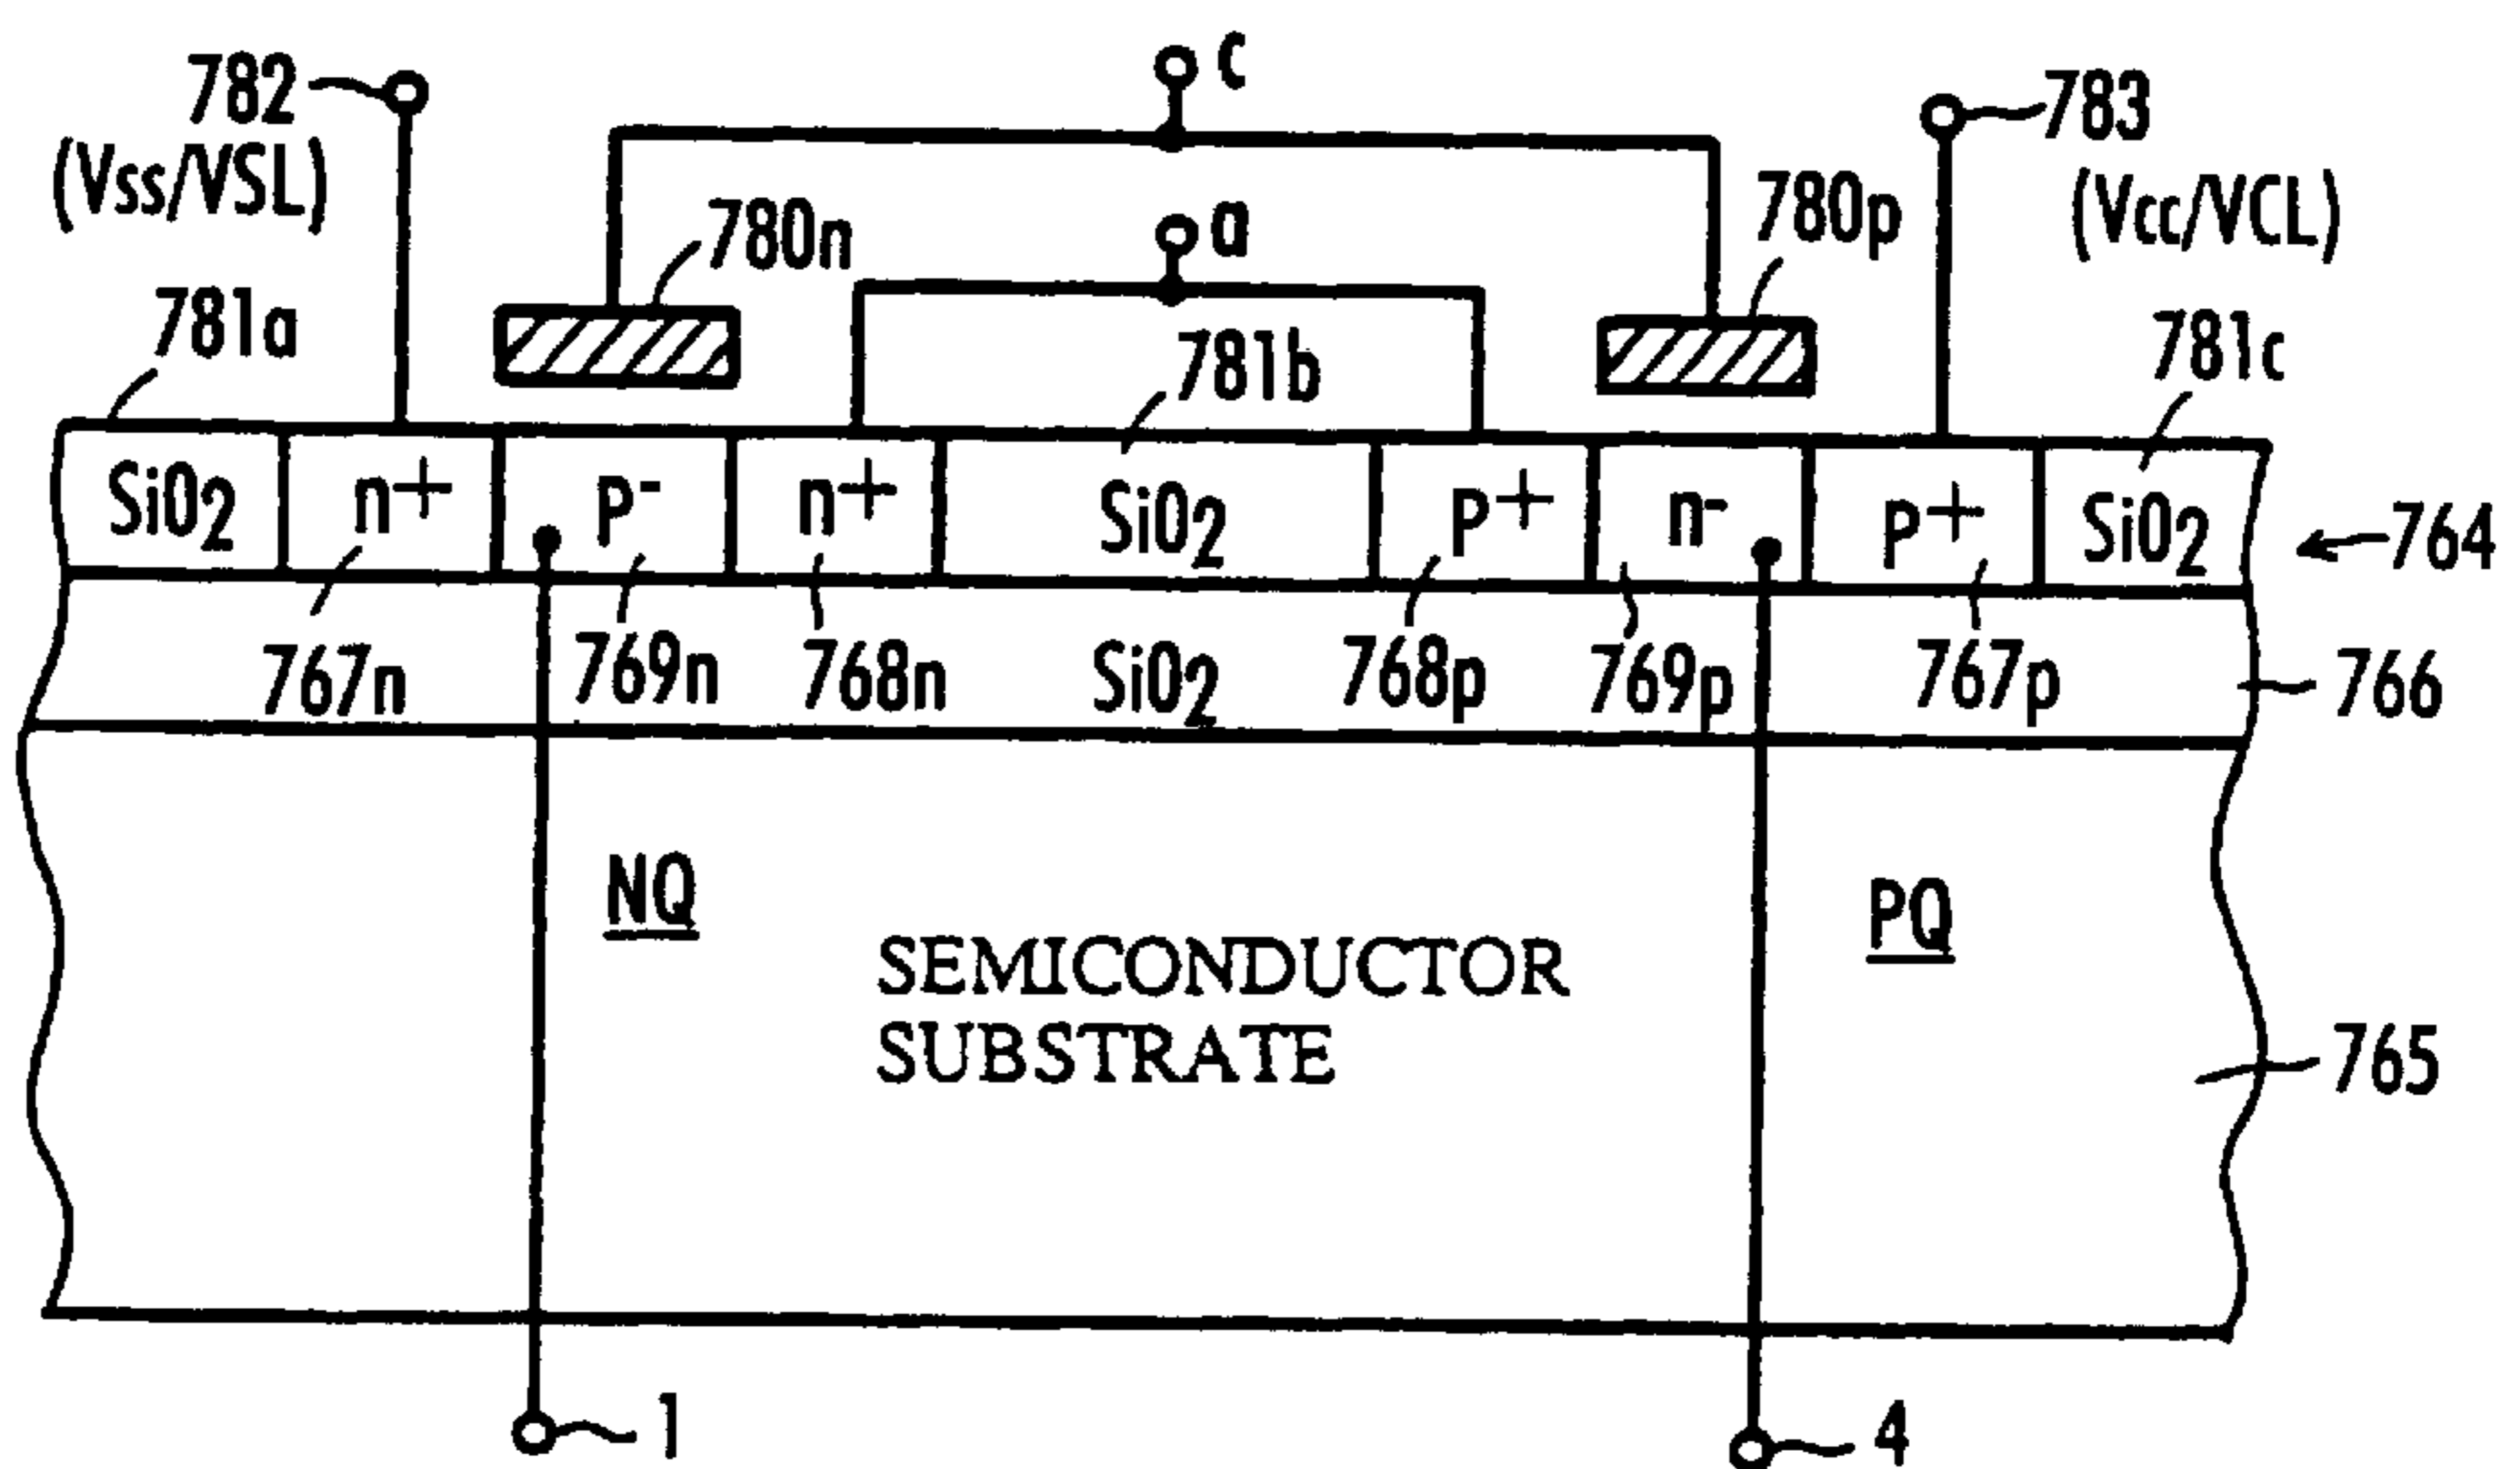 782
c
783
(Vss/VSL)
780n
a
780p
(Vcc/VCL)
781a
781b
781c
SiO2
n+
p-
n+
SiO2
p+
n-
p+
SiO2
764
767n
769n
768n
SiO2
768p
769p
767p
766
NQ
PQ
SEMICONDUCTOR
SUBSTRATE
765
1
4